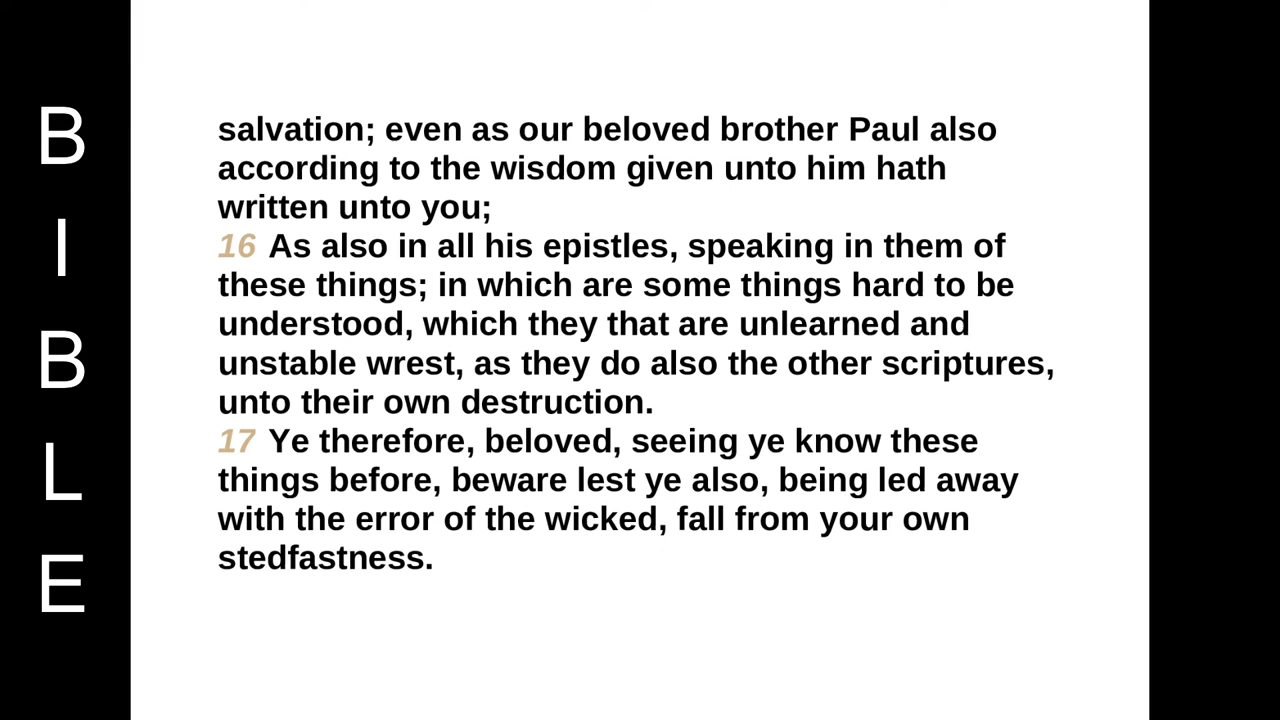 B
I
B
L
E
salvation; even as our beloved brother Paul also
according to the wisdom given unto him hath
written unto you;
16 As also in all his epistles, speaking in them of
these things; in which are some things hard to be
understood, which they that are unlearned and
unstable wrest, as they do also the other scriptures,
unto their own destruction.
17 Ye therefore, beloved, seeing ye know these
things before, beware lest ye also, being led away
with the error of the wicked, fall from your own
stedfastness.